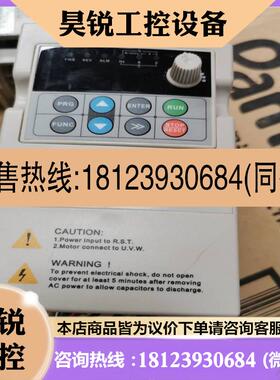 昊锐工控设备
FWD REV ALM Hz A
PRG
ENTER
RUN
FUNC
STOP
RESET
售热线:18123930684(同
CAUTION:
1.Power Input to R.S.T.
2.Motor connect to U.V.W.
WARNING
To prevent electrical shock, do not
open for at least 5 minutes after removing
AC power to allow capacitors to discharge.
锐
控
本店商品皆为议价下单请咨询客服
咨询热线:18123930684 (微